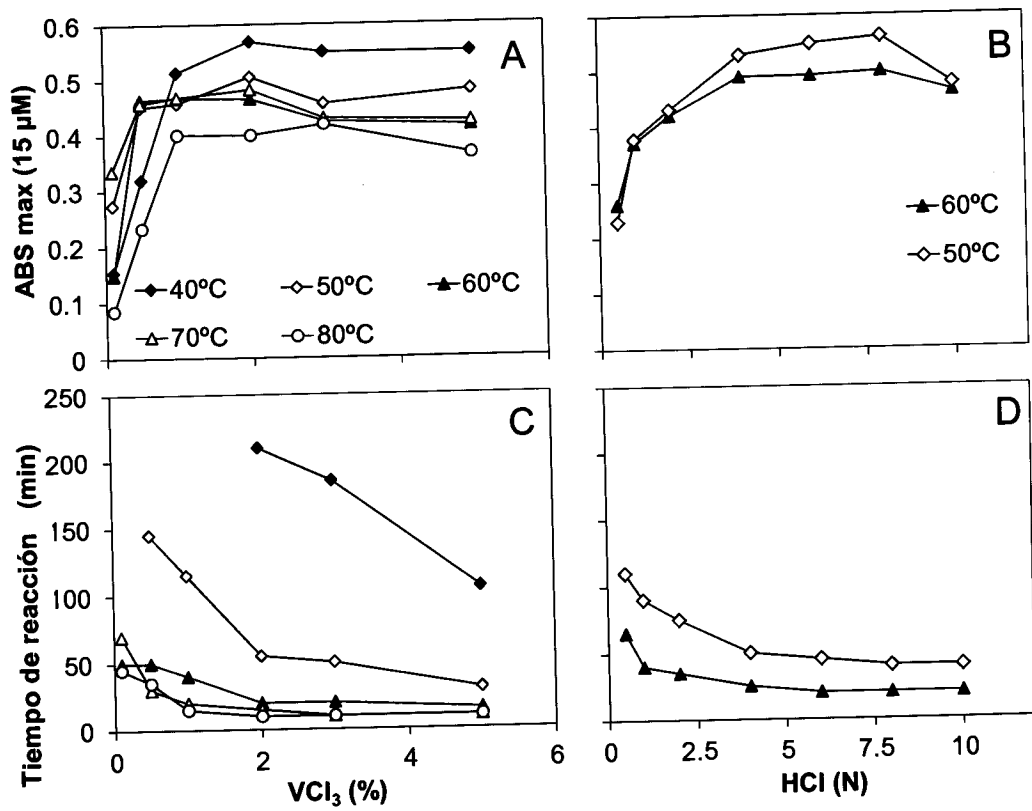 A
ABS max (15 µM)
0.6
0.5
0.4
0.3
0.2
0.1
0
40ºC
50ºC
60ºC
70ºC
80ºC
B
60ºC
50ºC
C
Tiempo de reacción (min)
250
200
150
100
50
0
0
2
4
6
VCl₃ (%)
D
0
2.5
5
7.5
10
HCl (N)